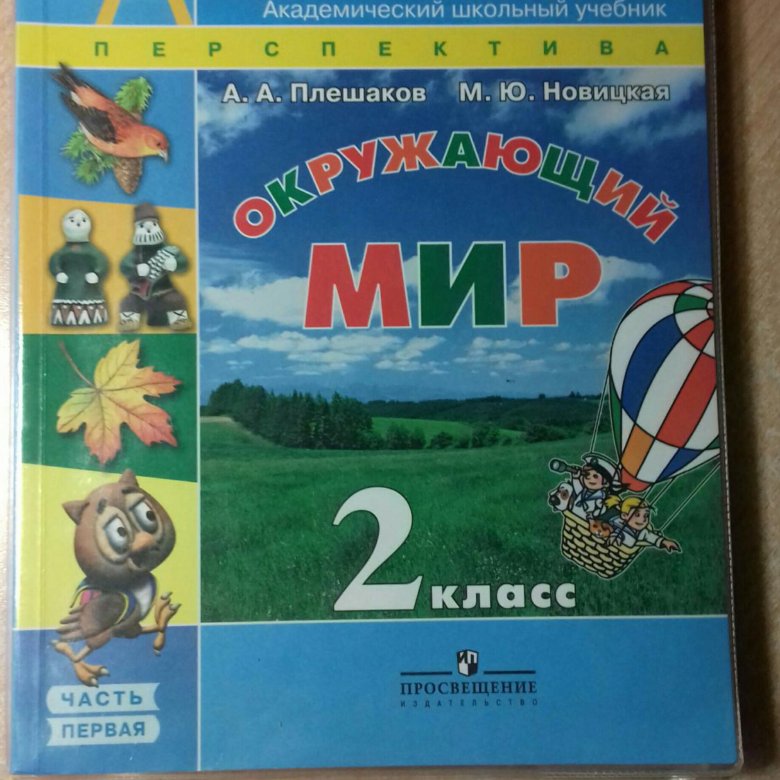 Академический школьный учебник
ПЕРСПЕКТИВА
А. А. Плешаков М. Ю. Новицкая
ОКРУЖАЮЩИЙ
МИР
2 класс
ЧАСТЬ
ПЕРВАЯ
ПРОСВЕЩЕНИЕ
ИЗДАТЕЛЬСТВО